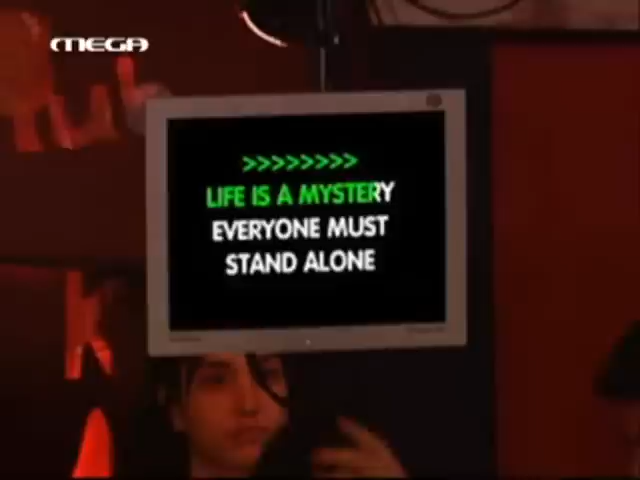 MEGA
>>>>>>>>
LIFE IS A MYSTERY
EVERYONE MUST
STAND ALONE